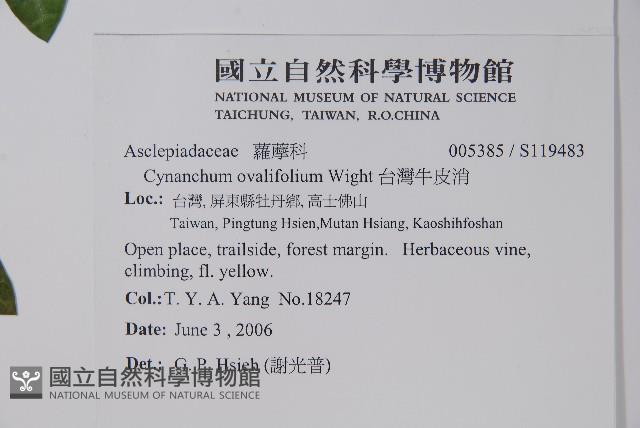 國立自然科學博物館
NATIONAL MUSEUM OF NATURAL SCIENCE
TAICHUNG, TAIWAN, R.O.CHINA
Asclepiadaceae 蘿藦科 005385 / S119483
Cynanchum ovalifolium Wight 台灣牛皮消
Loc.: 台灣, 屏東縣牡丹鄉, 高士佛山
Taiwan, Pingtung Hsien,Mutan Hsiang, Kaoshihfoshan
Open place, trailside, forest margin. Herbaceous vine,
climbing, fl. yellow.
Col.:T. Y. A. Yang No.18247
Date: June 3 , 2006
Det.: G. P. Hsieh (謝光普)
國立自然科學博物館
NATIONAL MUSEUM OF NATURAL SCIENCE